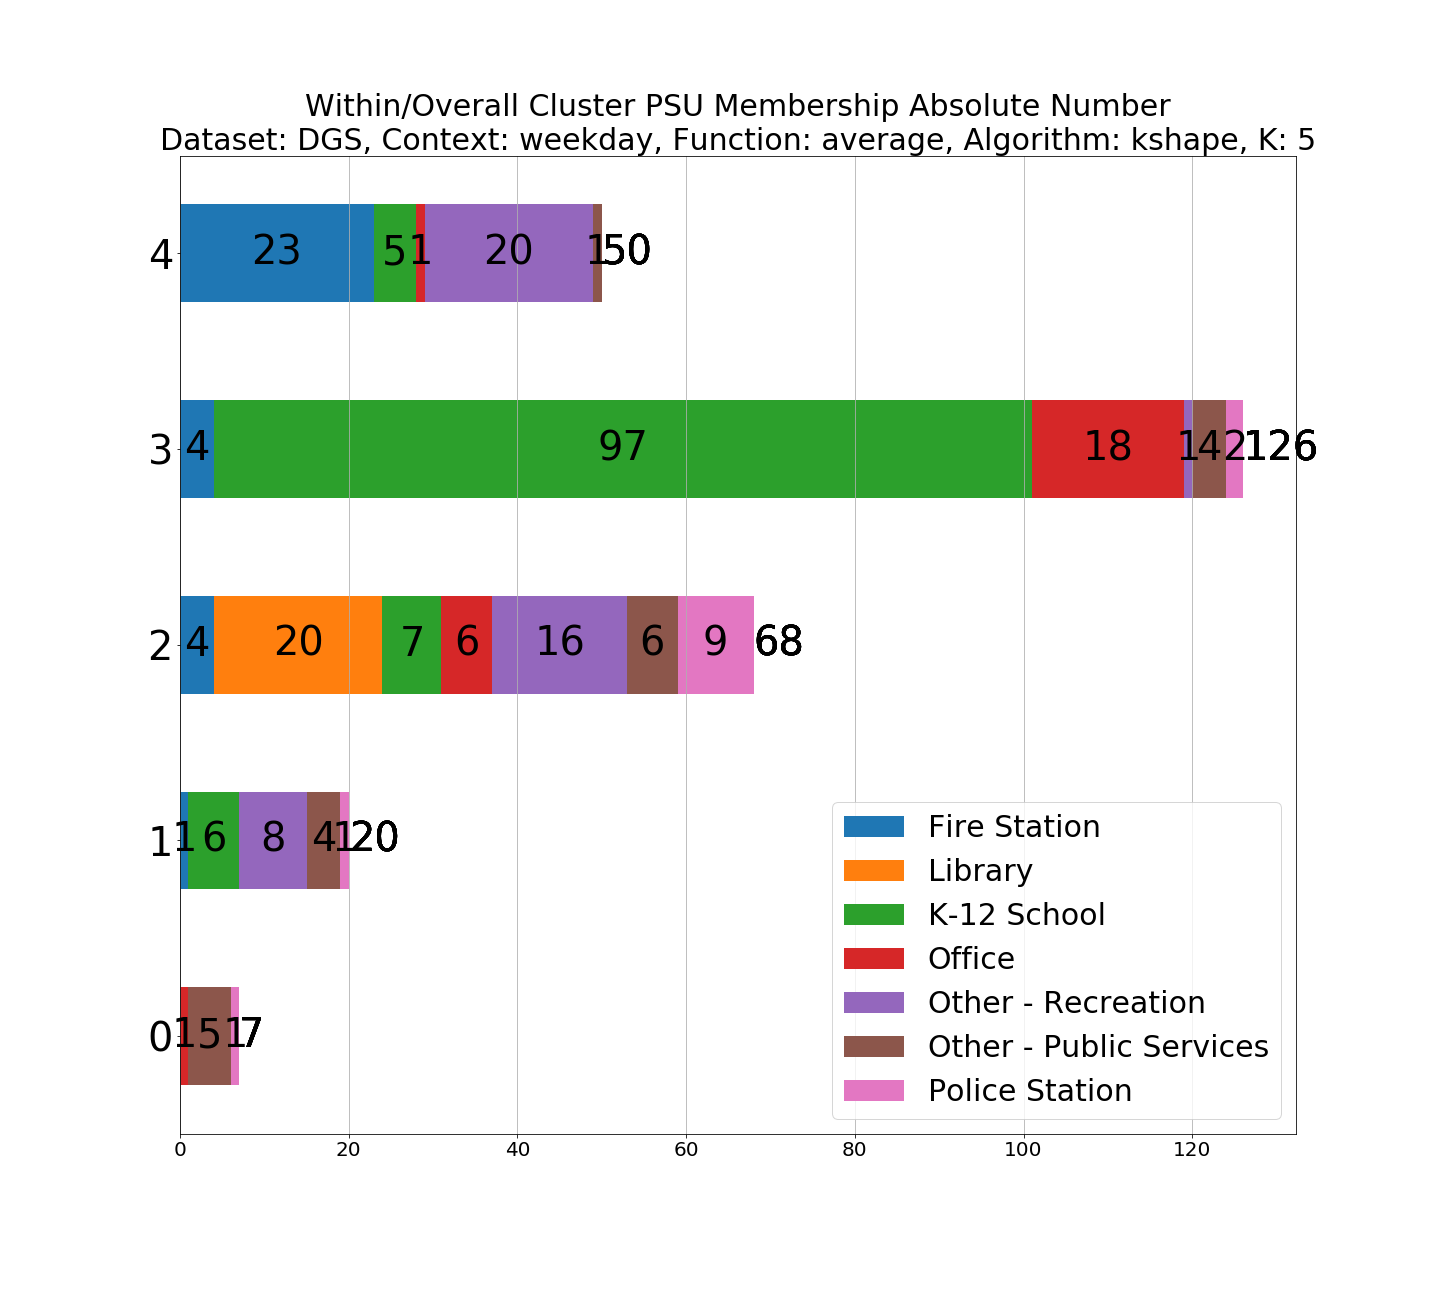 Within/Overall Cluster PSU Membership Absolute Number
Dataset: DGS, Context: weekday, Function: average, Algorithm: kshape, K: 5
4 23 5 1 20 1 50
3 4 97 18 1 4 2 126
2 4 20 7 6 16 6 9 68
1 1 6 8 4 1 20
0 1 5 1 7
Fire Station
Library
K-12 School
Office
Other - Recreation
Other - Public Services
Police Station
0 20 40 60 80 100 120